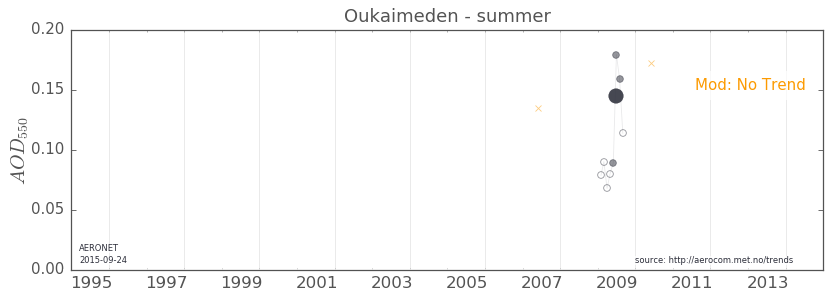 Oukaimeden - summer
0.20
0.15
0.10
0.05
0.00
AOD550
Mod: No Trend
AERONET
2015-09-24
source: http://aerocom.met.no/trends
1995 1997 1999 2001 2003 2005 2007 2009 2011 2013